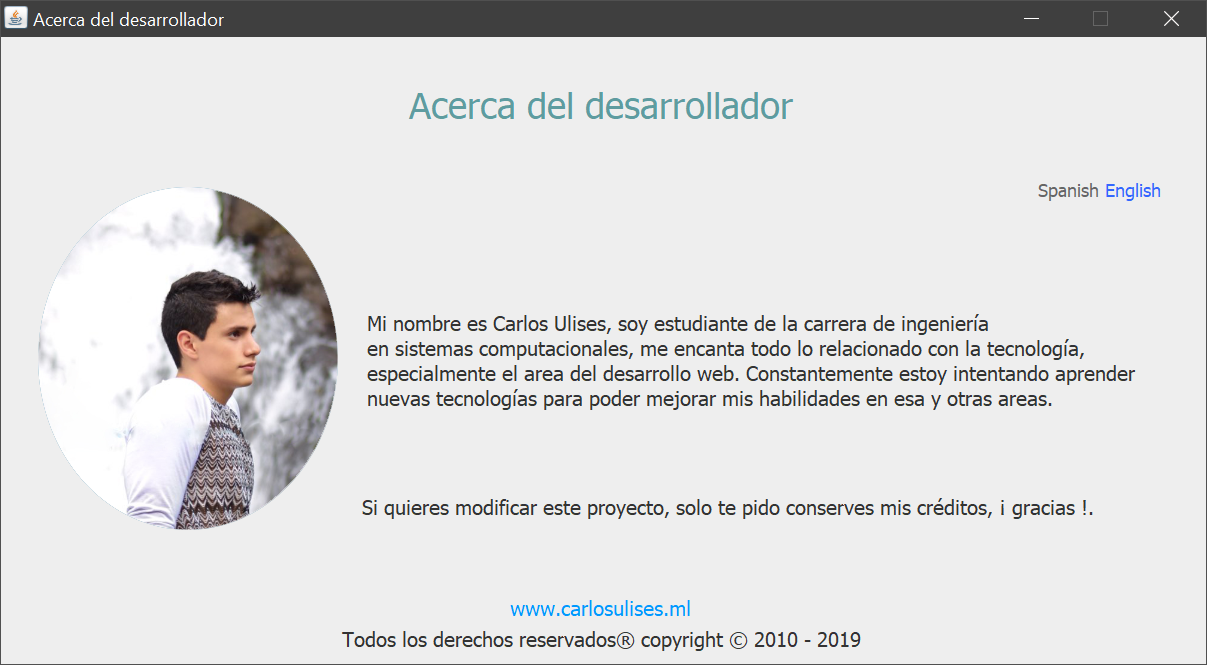 Acerca del desarrollador
Acerca del desarrollador
Spanish English
Mi nombre es Carlos Ulises, soy estudiante de la carrera de ingeniería
en sistemas computacionales, me encanta todo lo relacionado con la tecnología,
especialmente el area del desarrollo web. Constantemente estoy intentando aprender
nuevas tecnologías para poder mejorar mis habilidades en esa y otras areas.
Si quieres modificar este proyecto, solo te pido conserves mis créditos, ¡ gracias !.
www.carlosulises.ml
Todos los derechos reservados® copyright © 2010 - 2019